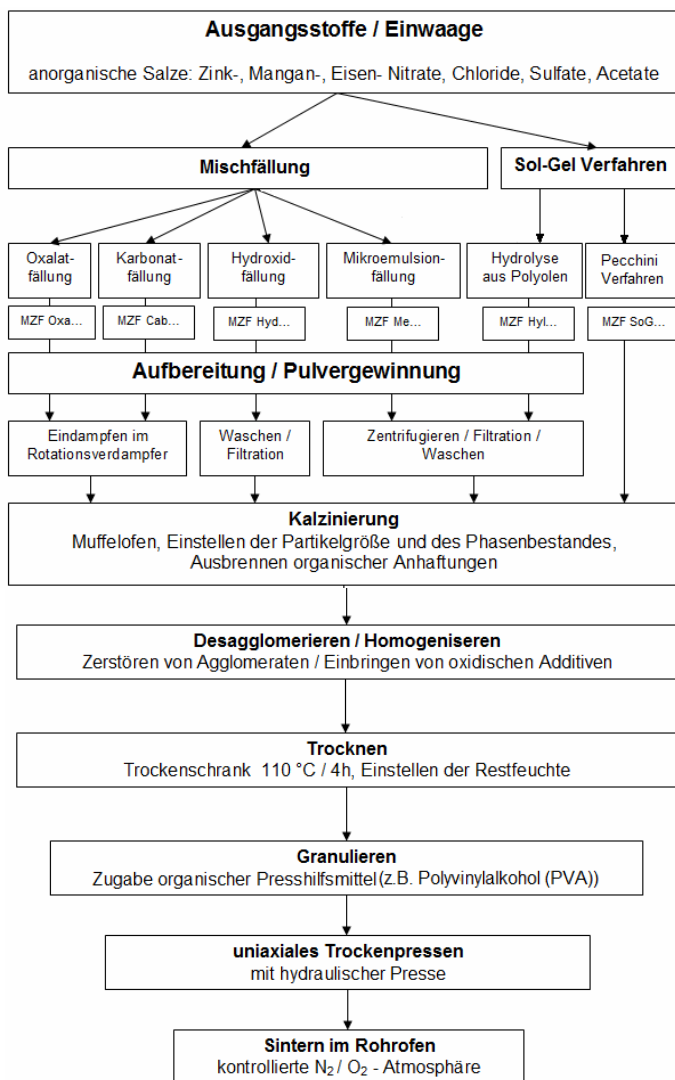 Ausgangsstoffe / Einwaage
anorganische Salze: Zink-, Mangan-, Eisen- Nitrate, Chloride, Sulfate, Acetate
Mischfällung
Sol-Gel Verfahren
Oxalat-
fällung
Karbonat-
fällung
Hydroxid-
fällung
Mikroemulsion-
fällung
Hydrolyse
aus Polyolen
Pecchini
Verfahren
MZF Oxa...
MZF Cab...
MZF Hyd...
MZF Me...
MZF Hyl...
MZF SoG...
Aufbereitung / Pulvergewinnung
Eindampfen im
Rotationsverdampfer
Waschen /
Filtration
Zentrifugieren / Filtration /
Waschen
Kalzinierung
Muffelofen, Einstellen der Partikelgröße und des Phasenbestandes,
Ausbrennen organischer Anhaftungen
Desagglomerieren / Homogeniseren
Zerstören von Agglomeraten / Einbringen von oxidischen Additiven
Trocknen
Trockenschrank 110 °C / 4h, Einstellen der Restfeuchte
Granulieren
Zugabe organischer Presshilfsmittel (z.B. Polyvinylalkohol (PVA))
uniaxiales Trockenpressen
mit hydraulischer Presse
Sintern im Rohrofen
kontrollierte N₂ / O₂ - Atmosphäre